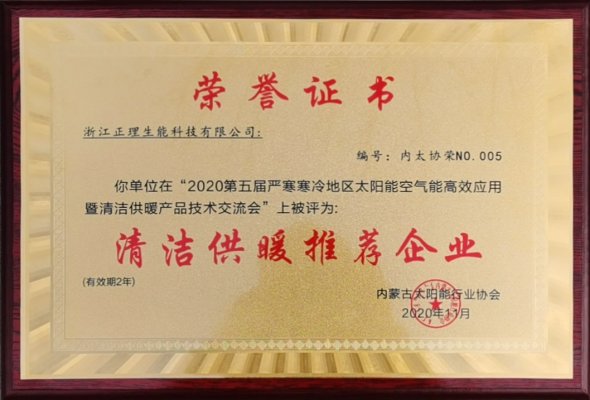 荣誉证书
浙江正理生能科技有限公司:
编号：内太协荣NO.005
你单位在“2020第五届严寒寒冷地区太阳能空气能高效应用
暨清洁供暖产品技术交流会”上被评为:
清洁供暖推荐企业
(有效期2年)
内蒙古太阳能行业协会
2020年11月